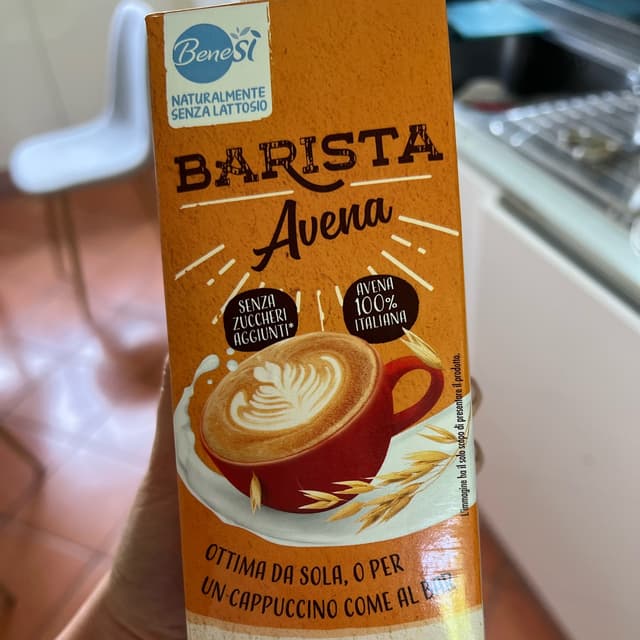 BeneSÌ
NATURALMENTE
SENZA LATTOSIO
BARISTA
Avena
SENZA
ZUCCHERI
AGGIUNTI*
AVENA
100%
ITALIANA
L'immagine ha il solo scopo di presentare il prodotto.
OTTIMA DA SOLA, O PER
UN CAPPUCCINO COME AL BAR